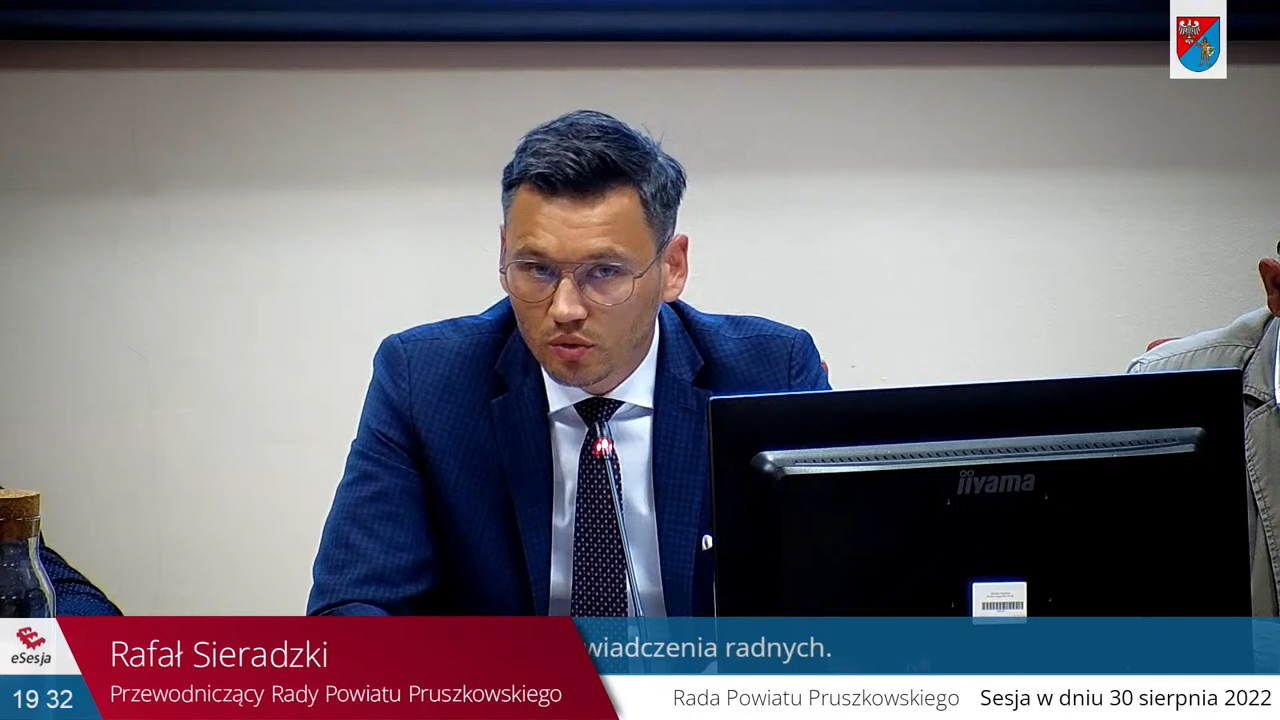 iiyama
Rafał Sieradzki
wiadczenia radnych.
eSesja
Przewodniczący Rady Powiatu Pruszkowskiego
19 32
Rada Powiatu Pruszkowskiego Sesja w dniu 30 sierpnia 2022